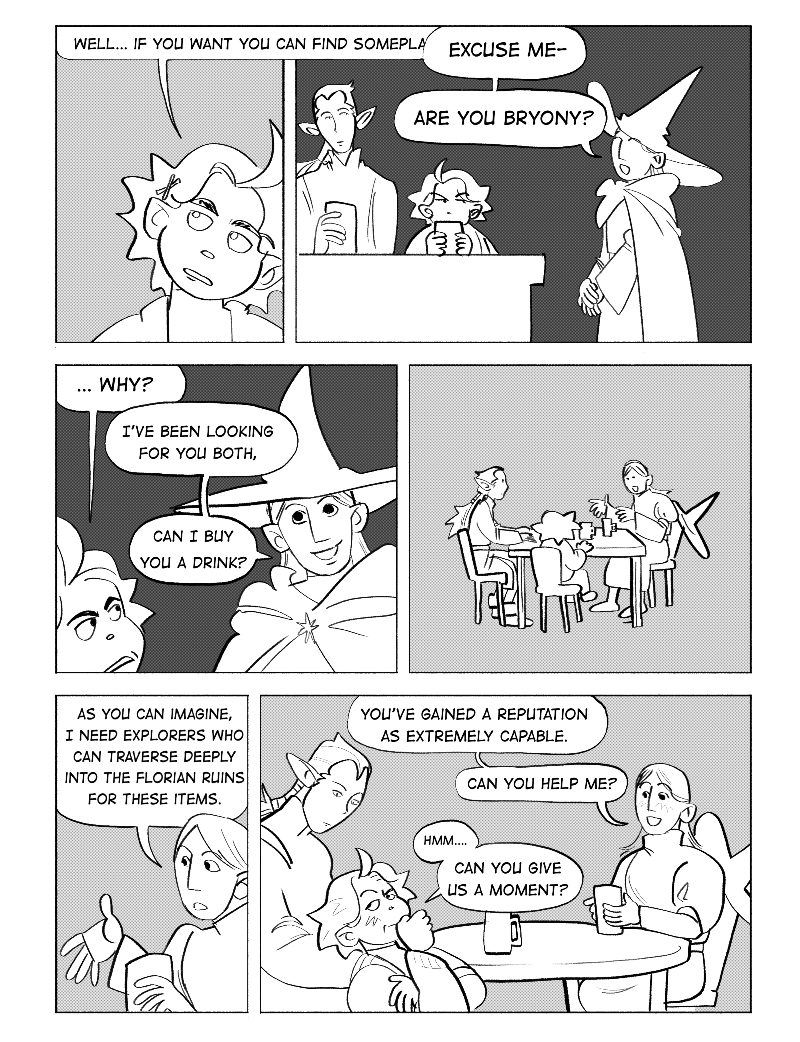 WELL... IF YOU WANT YOU CAN FIND SOMEPLA
EXCUSE ME-
ARE YOU BRYONY?
... WHY?
I'VE BEEN LOOKING
FOR YOU BOTH,
CAN I BUY
YOU A DRINK?
AS YOU CAN IMAGINE,
I NEED EXPLORERS WHO
CAN TRAVERSE DEEPLY
INTO THE FLORIAN RUINS
FOR THESE ITEMS.
YOU'VE GAINED A REPUTATION
AS EXTREMELY CAPABLE.
CAN YOU HELP ME?
HMM....
CAN YOU GIVE
US A MOMENT?